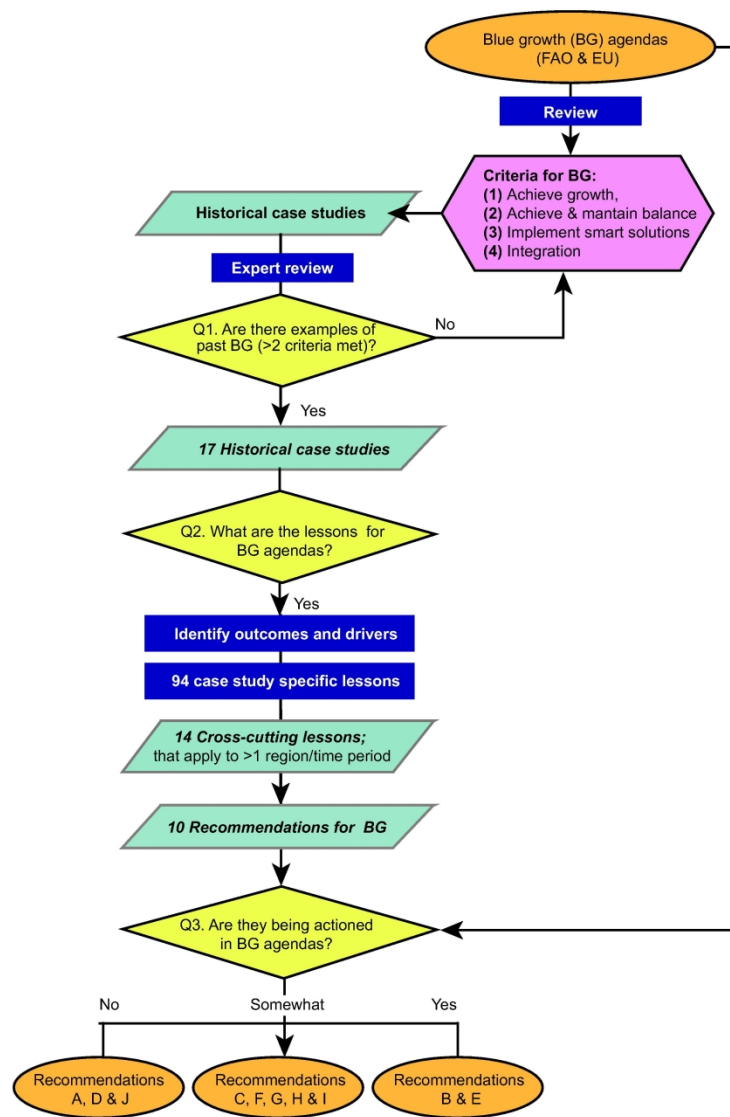 Blue growth (BG) agendas
(FAO & EU)
Review
Criteria for BG:
(1) Achieve growth,
(2) Achieve & mantain balance
(3) Implement smart solutions
(4) Integration
Historical case studies
Expert review
Q1. Are there examples of
past BG (>2 criteria met)?
No
Yes
17 Historical case studies
Q2. What are the lessons for
BG agendas?
Yes
Identify outcomes and drivers
94 case study specific lessons
14 Cross-cutting lessons;
that apply to >1 region/time period
10 Recommendations for BG
Q3. Are they being actioned
in BG agendas?
No
Somewhat
Yes
Recommendations
A, D & J
Recommendations
C, F, G, H & I
Recommendations
B & E